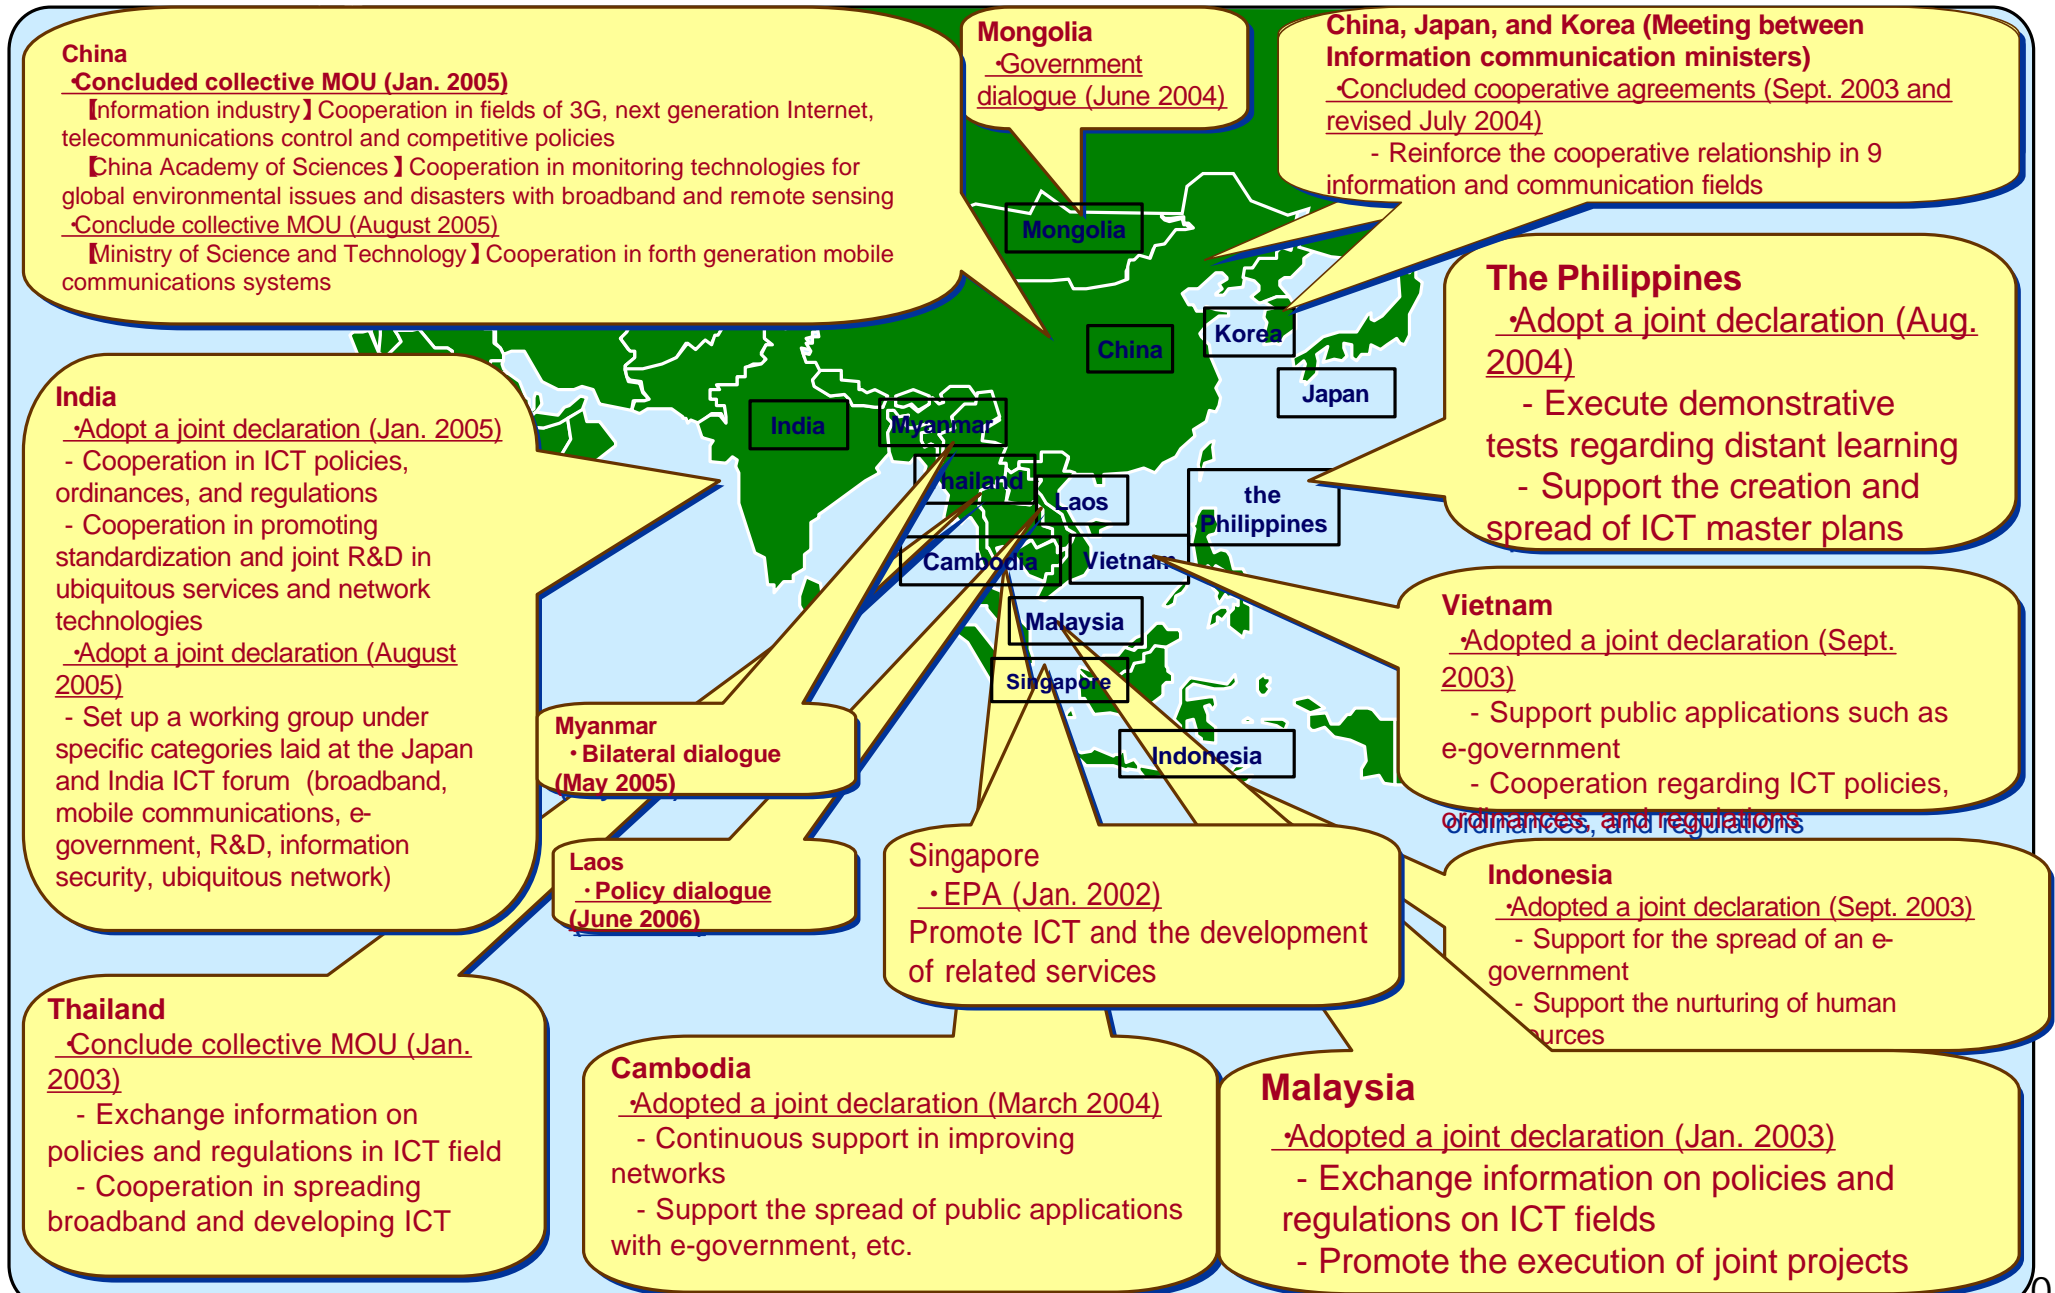 China
・Concluded collective MOU (Jan. 2005)
【nformation industry】Cooperation in fields of 3G, next generation Internet,
telecommunications control and competitive policies
【China Academy of Sciences】Cooperation in monitoring technologies for
global environmental issues and disasters with broadband and remote sensing
・Conclude collective MOU (August 2005)
【Ministry of Science and Technology】Cooperation in forth generation mobile
communications systems
Mongolia
・Government
dialogue (June 2004)
China, Japan, and Korea (Meeting between
Information communication ministers)
・Concluded cooperative agreements (Sept. 2003 and
revised July 2004)
- Reinforce the cooperative relationship in 9
information and communication fields
The Philippines
・Adopt a joint declaration (Aug.
2004)
- Execute demonstrative
tests regarding distant learning
- Support the creation and
spread of ICT master plans
India
・Adopt a joint declaration (Jan. 2005)
- Cooperation in ICT policies,
ordinances, and regulations
- Cooperation in promoting
standardization and joint R&D in
ubiquitous services and network
technologies
・Adopt a joint declaration (August
2005)
- Set up a working group under
specific categories laid at the Japan
and India ICT forum (broadband,
mobile communications, e-
government, R&D, information
security, ubiquitous network)
Mongolia
China
Korea
Japan
India
Myanmar
hailand
Laos
the
Philippines
Cambodia
Vietnam
Malaysia
Singapore
Indonesia
Vietnam
・Adopted a joint declaration (Sept.
2003)
- Support public applications such as
e-government
- Cooperation regarding ICT policies,
ordinances, and regulations
Myanmar
・Bilateral dialogue
(May 2005)
Laos
・Policy dialogue
(June 2006)
Singapore
・EPA (Jan. 2002)
Promote ICT and the development
of related services
Indonesia
・Adopted a joint declaration (Sept. 2003)
- Support for the spread of an e-
government
- Support the nurturing of human
ources
Thailand
・Conclude collective MOU (Jan.
2003)
- Exchange information on
policies and regulations in ICT field
- Cooperation in spreading
broadband and developing ICT
Cambodia
・Adopted a joint declaration (March 2004)
- Continuous support in improving
networks
- Support the spread of public applications
with e-government, etc.
Malaysia
・Adopted a joint declaration (Jan. 2003)
- Exchange information on policies and
regulations on ICT fields
- Promote the execution of joint projects